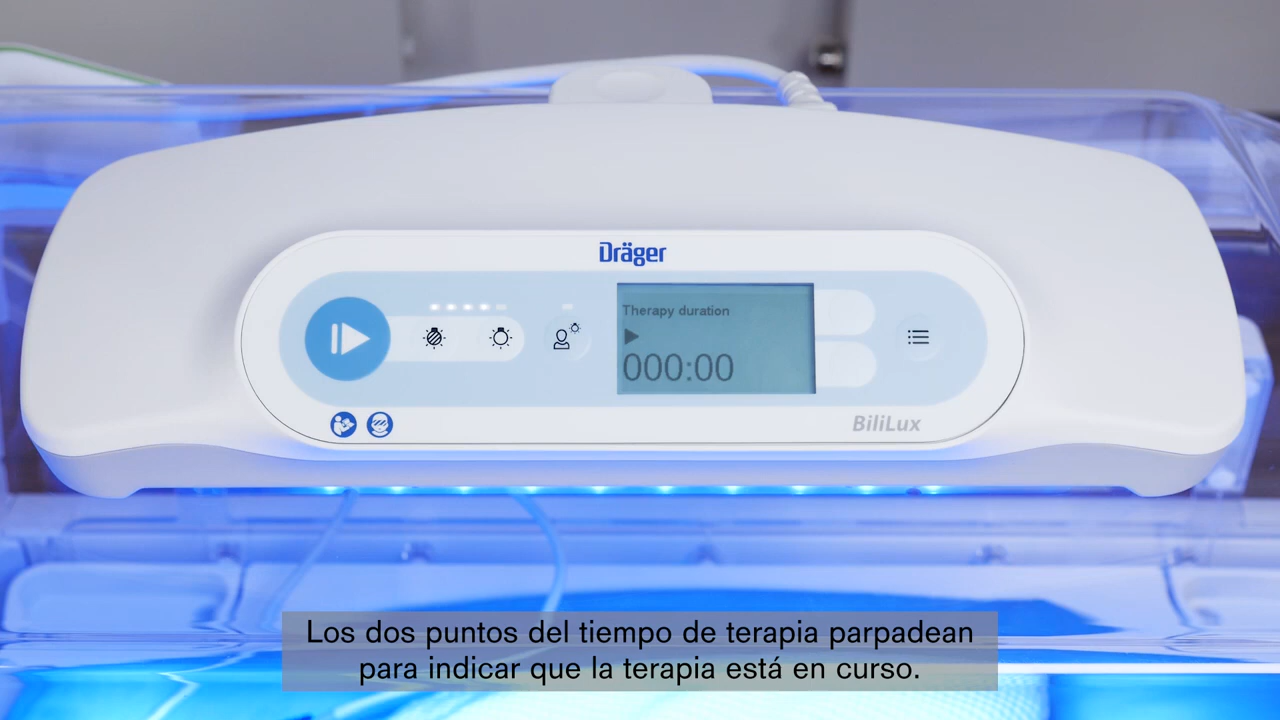 Dräger
Therapy duration
000:00
BiliLux
Los dos puntos del tiempo de terapia parpadean
para indicar que la terapia está en curso.